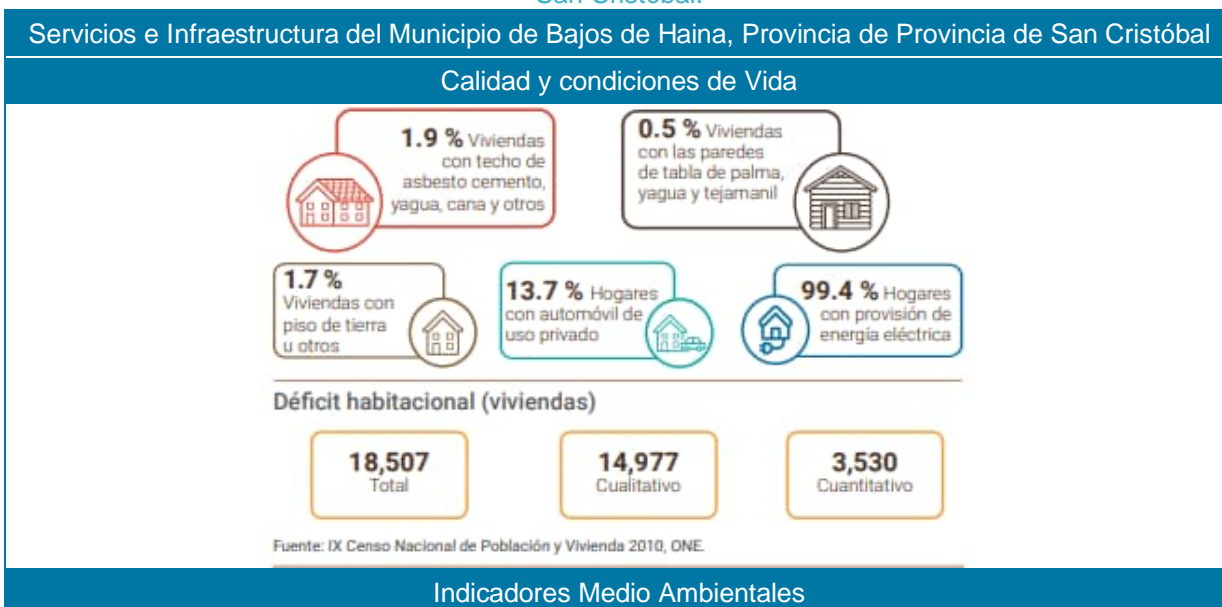 San Cristóbal.
Servicios e Infraestructura del Municipio de Bajos de Haina, Provincia de Provincia de San Cristóbal
Calidad y condiciones de Vida
1.9 % Viviendas
con techo de
asbesto cemento,
yagua, cana y otros
0.5 % Viviendas
con las paredes
de tabla de palma,
yagua y tejamanil
1.7 %
Viviendas con
piso de tierra
u otros
13.7 % Hogares
con automóvil de
uso privado
99.4 % Hogares
con provisión de
energía eléctrica
Déficit habitacional (viviendas)
18,507
Total
14,977
Cualitativo
3,530
Cuantitativo
Fuente: IX Censo Nacional de Población y Vivienda 2010, ONE.
Indicadores Medio Ambientales